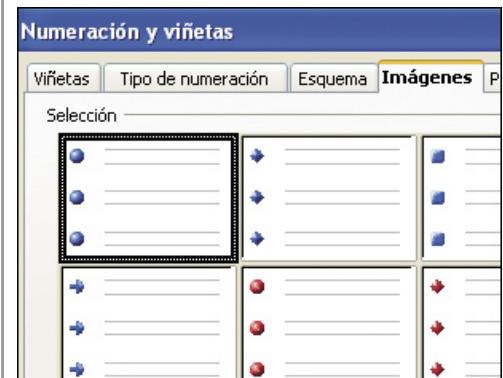 Numeración y viñetas
Viñetas Tipo de numeración Esquema Imágenes P
Selección